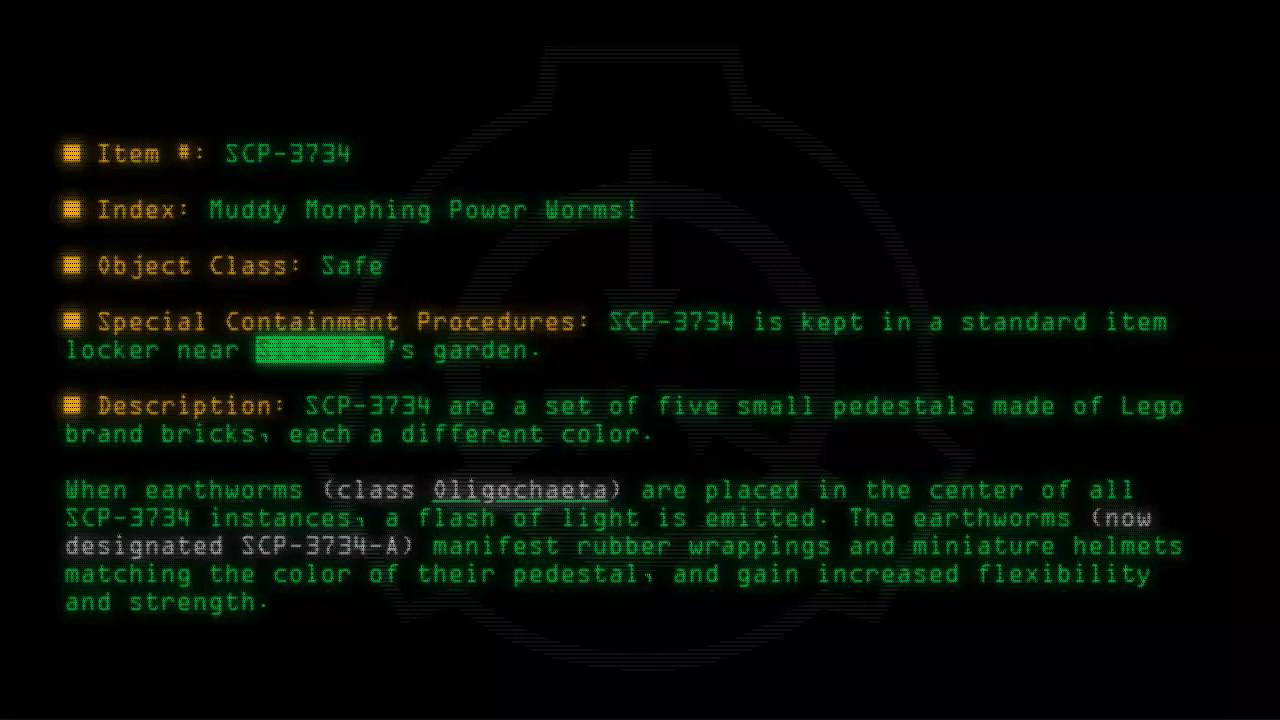 Item #: SCP-3734
Index: Muddy Morphing Power Worms!
Object Class: Safe
Special Containment Procedures: SCP-3734 is kept in a standard item
locker near 's garden.
Description: SCP-3734 are a set of five small pedestals made of Lego
brand bricks, each a different color.
When earthworms (class Oligochaeta) are placed in the center of all
SCP-3734 instances, a flash of light is emitted. The earthworms (now
designated SCP-3734-A) manifest rubber wrappings and miniature helmets
matching the color of their pedestal, and gain increased flexibility
and strength.